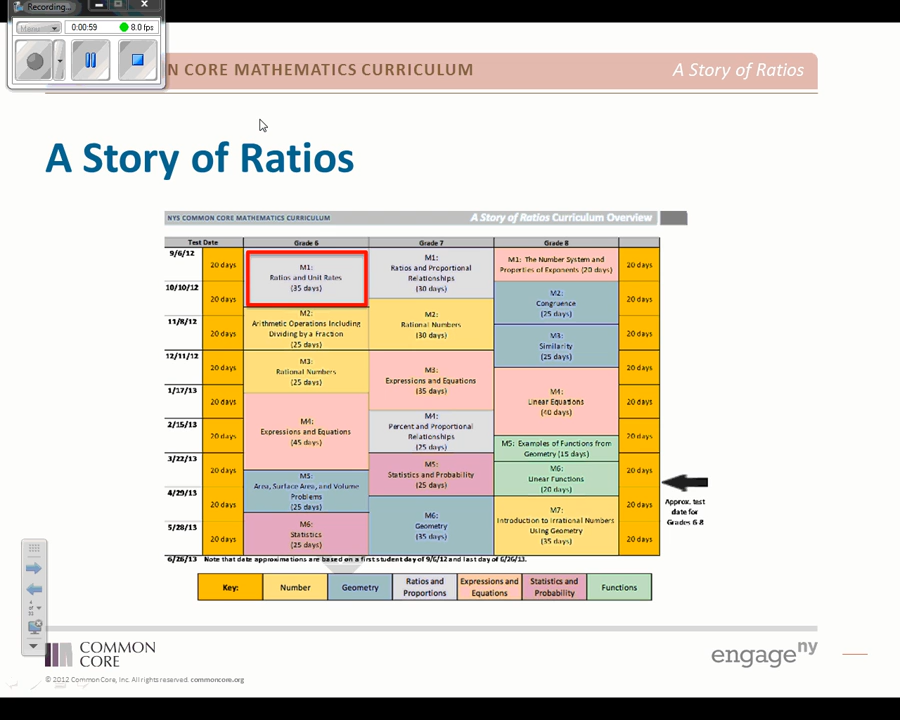 Recording...
Menu
0:00:59
8.0 fps
N CORE MATHEMATICS CURRICULUM
A Story of Ratios
A Story of Ratios
NYS COMMON CORE MATHEMATICS CURRICULUM
A Story of Ratios Curriculum Overview
Test Date
Grade 6
Grade 7
Grade 8
9/6/12
10/10/12
11/8/12
12/11/12
1/17/13
2/15/13
3/22/13
4/29/13
5/28/13
6/26/13
20 days
20 days
20 days
20 days
20 days
20 days
20 days
20 days
20 days
M1:
Ratios and Unit Rates
(35 days)
M2:
Arithmetic Operations Including
Dividing by a Fraction
(25 days)
M3:
Rational Numbers
(25 days)
M4:
Expressions and Equations
(45 days)
M5:
Area, Surface Area, and Volume
Problems
(25 days)
M6:
Statistics
(25 days)
M1:
Ratios and Proportional
Relationships
(30 days)
M2:
Rational Numbers
(30 days)
M3:
Expressions and Equations
(35 days)
M4:
Percent and Proportional
Relationships
(25 days)
M5:
Statistics and Probability
(25 days)
M6:
Geometry
(35 days)
M1: The Number System and
Properties of Exponents (20 days)
M2:
Congruence
(25 days)
M3:
Similarity
(25 days)
M4:
Linear Equations
(40 days)
M5: Examples of Functions from
Geometry (15 days)
M6:
Linear Functions
(20 days)
M7:
Introduction to Irrational Numbers
Using Geometry
(35 days)
20 days
20 days
20 days
20 days
20 days
20 days
20 days
20 days
20 days
Approx. test
date for
Grades 6-8
Note that date approximations are based on a first student day of 9/6/12 and last day of 6/26/13.
Key:
Number
Geometry
Ratios and
Proportions
Expressions and
Equations
Statistics and
Probability
Functions
COMMON
CORE
engage ny
© 2012 Common Core, Inc. All rights reserved. commoncore.org